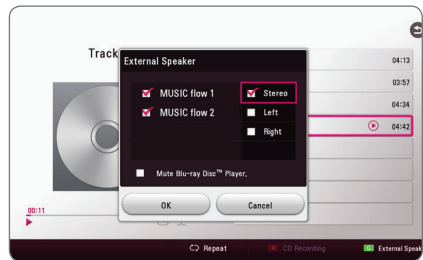 Track
External Speaker
MUSIC flow 1
MUSIC flow 2
Stereo
Left
Right
Mute Blu-ray Disc™ Player,
OK
Cancel
04:13
03:57
04:34
04:42
00:11
Repeat
CD Recording
External Speak